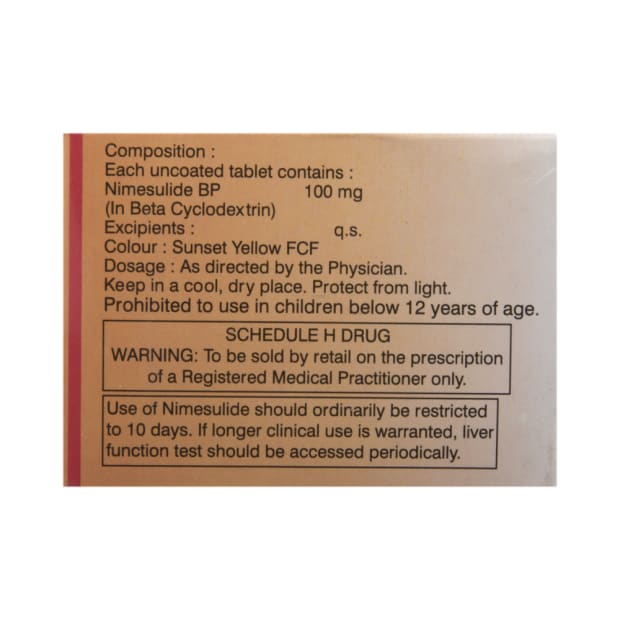 Composition :
Each uncoated tablet contains :
Nimesulide BP 100 mg
(In Beta Cyclodextrin)
Excipients : q.s.
Colour : Sunset Yellow FCF
Dosage : As directed by the Physician.
Keep in a cool, dry place. Protect from light.
Prohibited to use in children below 12 years of age.
SCHEDULE H DRUG
WARNING: To be sold by retail on the prescription
of a Registered Medical Practitioner only.
Use of Nimesulide should ordinarily be restricted
to 10 days. If longer clinical use is warranted, liver
function test should be accessed periodically.